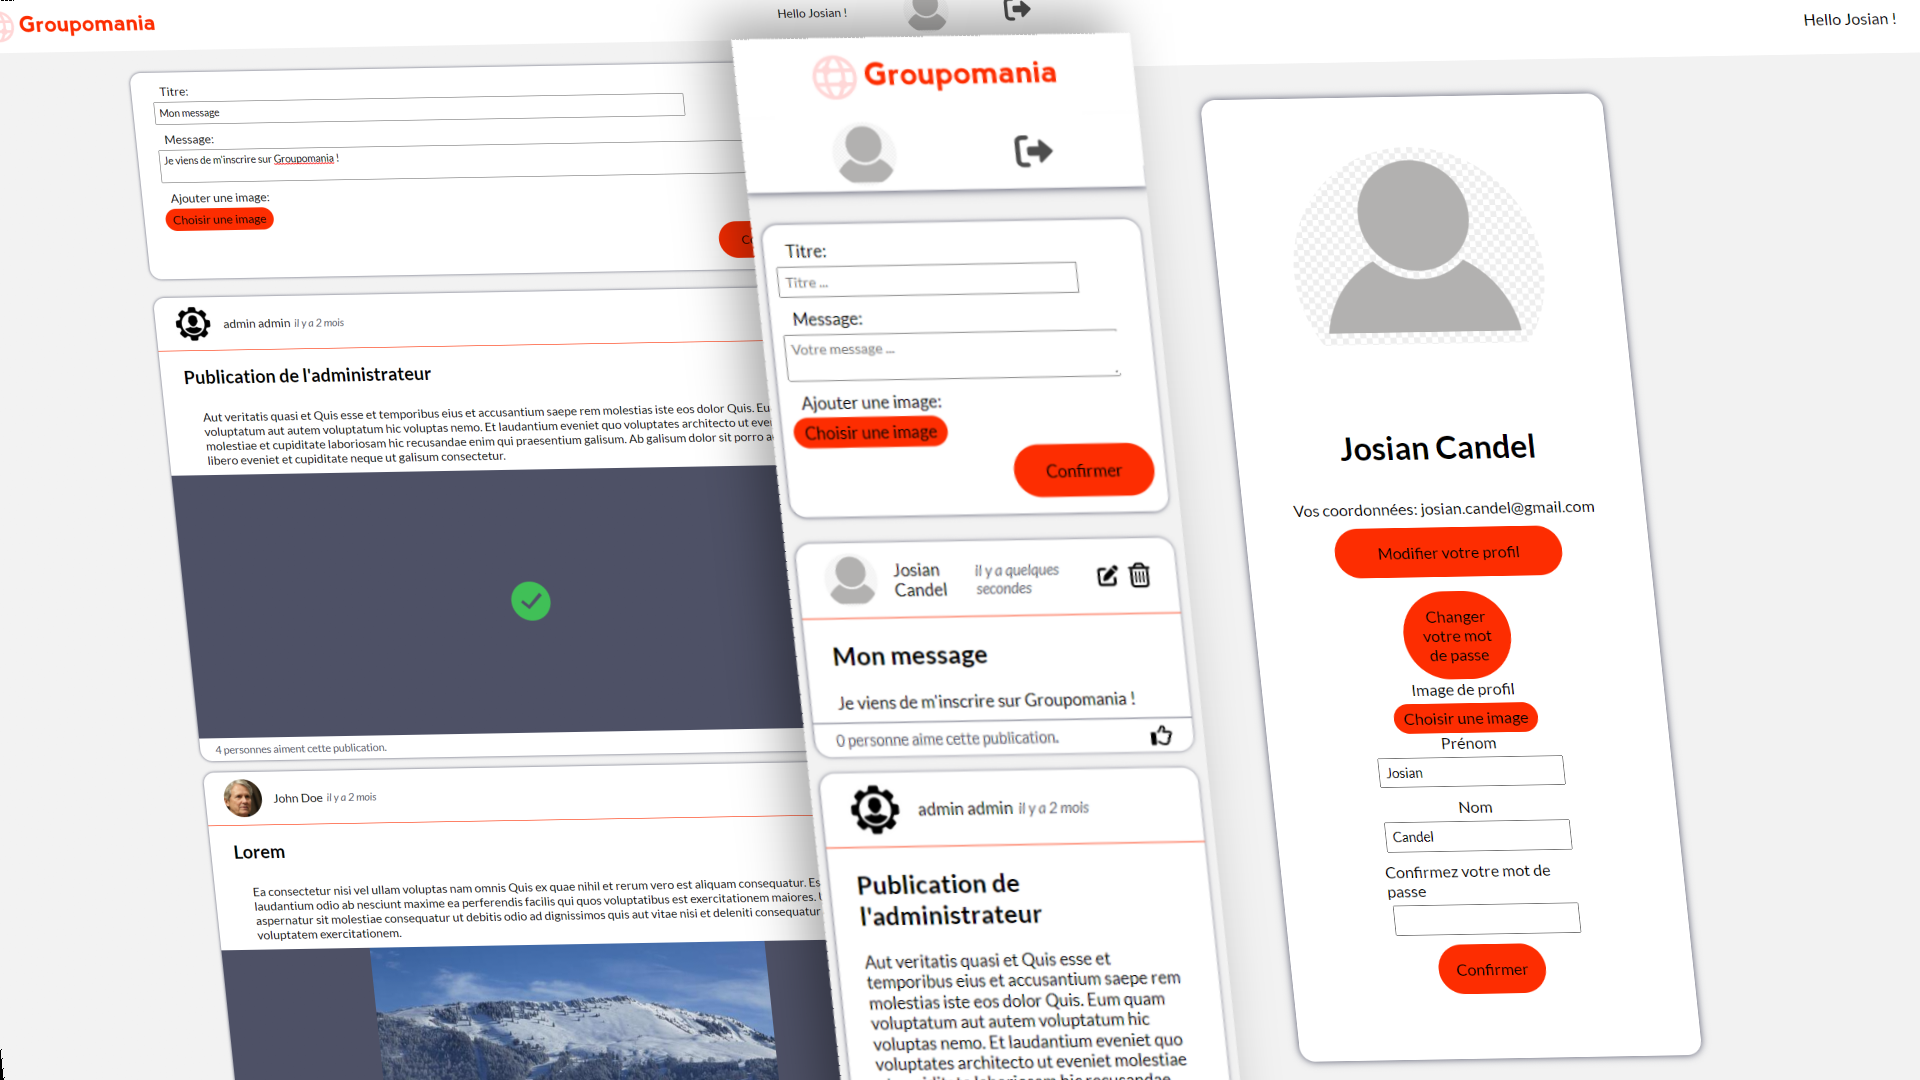 Groupomania
Hello Josian !
Titre:
Mon message
Message:
Je viens de m'inscrire sur Groupomania !
Ajouter une image:
Choisir une image
admin admin il y a 2 mois
Publication de l'administrateur
Aut veritatis quasi et Quis esse et temporibus eius et accusantium saepe rem molestias iste eos dolor Quis. Eu
voluptatum aut autem voluptatum hic voluptas nemo. Et laudantium eveniet quo voluptates architecto ut eve
molestiae et cupiditate laboriosam hic recusandae enim qui praesentium galisum. Ab galisum dolor sit porro
libero eveniet et cupiditate neque ut galisum consectetur.
4 personnes aiment cette publication.
John Doe il y a 2 mois
Lorem
Ea consectetur nisi vel ullam voluptas nam omnis Quis ex quae nihil et rerum vero est aliquam consequatur. Es
laudantium odio ab nesciunt maxime ea perferendis facilis qui quos voluptatibus est exercitationem maiores.
aspernatur sit molestiae consequatur ut debitis odio ad dignissimos quis aut vitae nisi et deleniti consequatur
voluptatem exercitationem.
Groupomania
Titre:
Titre ...
Message:
Votre message ...
Ajouter une image:
Choisir une image
Confirmer
Josian
Candel
il y a quelques
secondes
Mon message
Je viens de m'inscrire sur Groupomania !
0 personne aime cette publication.
admin admin il y a 2 mois
Publication de
l'administrateur
Aut veritatis quasi et Quis esse et
temporibus eius et accusantium saepe rem
molestias iste eos dolor Quis. Eum quam
voluptatum aut autem voluptatum hic
voluptas nemo. Et laudantium eveniet quo
voluptates architecto ut eveniet molestiae
Hello Josian !
Josian Candel
Vos coordonnées: josian.candel@gmail.com
Modifier votre profil
Changer
votre mot
de passe
Image de profil
Choisir une image
Prénom
Josian
Nom
Candel
Confirmez votre mot de
passe
Confirmer